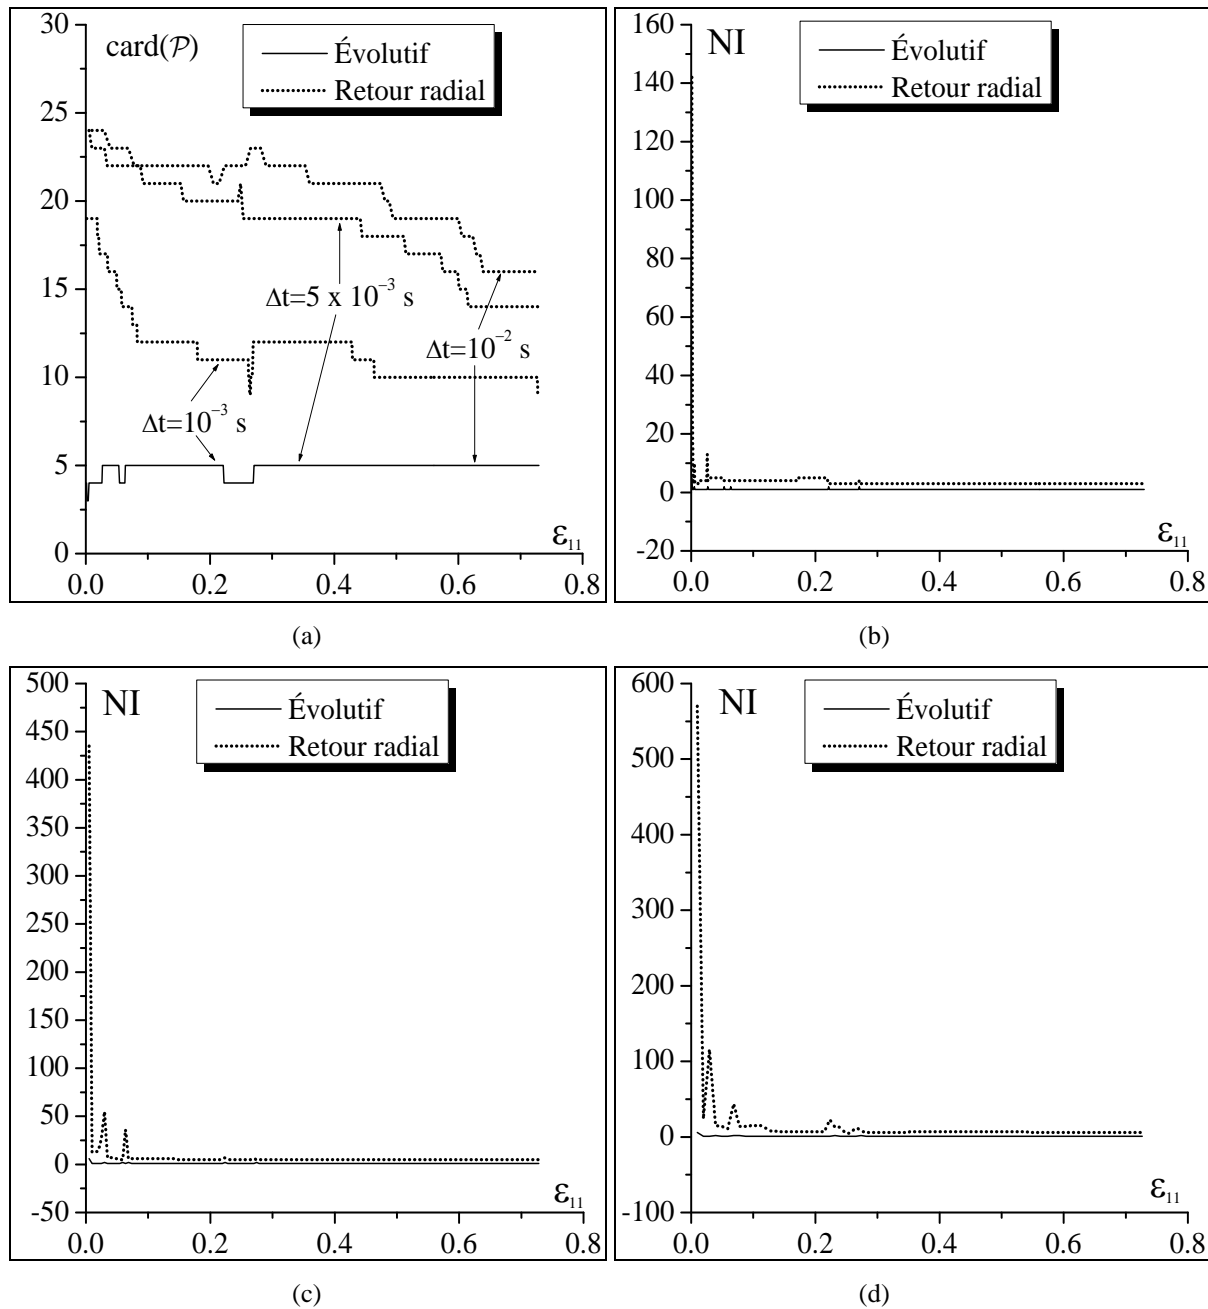 card(𝒫)
Évolutif
Retour radial
30
25
20
15
10
5
0
Δt=5 x 10⁻³ s
Δt=10⁻² s
Δt=10⁻³ s
ε₁₁
0.0 0.2 0.4 0.6 0.8
(a)
NI
Évolutif
Retour radial
160
140
120
100
80
60
40
20
0
-20
ε₁₁
0.0 0.2 0.4 0.6 0.8
(b)
NI
Évolutif
Retour radial
500
450
400
350
300
250
200
150
100
50
0
-50
ε₁₁
0.0 0.2 0.4 0.6 0.8
(c)
NI
Évolutif
Retour radial
600
500
400
300
200
100
0
-100
ε₁₁
0.0 0.2 0.4 0.6 0.8
(d)